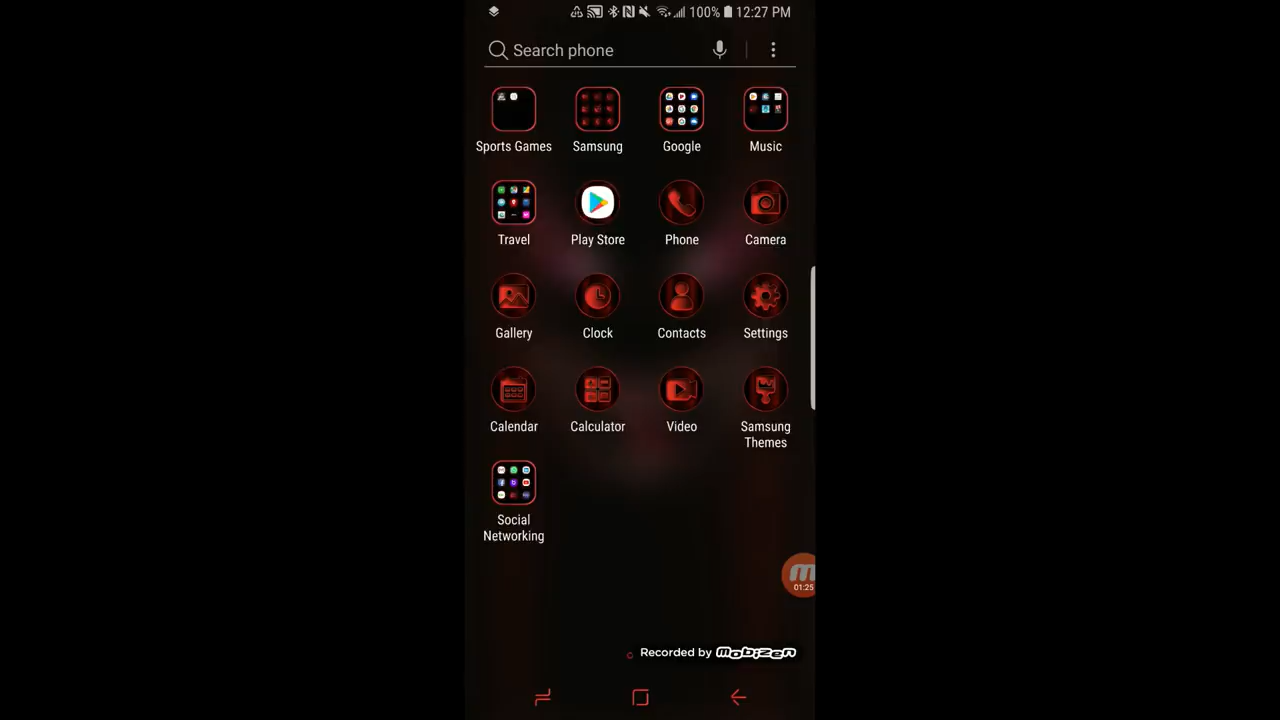 100% 12:27 PM
Search phone
Sports Games
Samsung
Google
Music
Travel
Play Store
Phone
Camera
Gallery
Clock
Contacts
Settings
Calendar
Calculator
Video
Samsung
Themes
Social
Networking
01:25
Recorded by mobizen